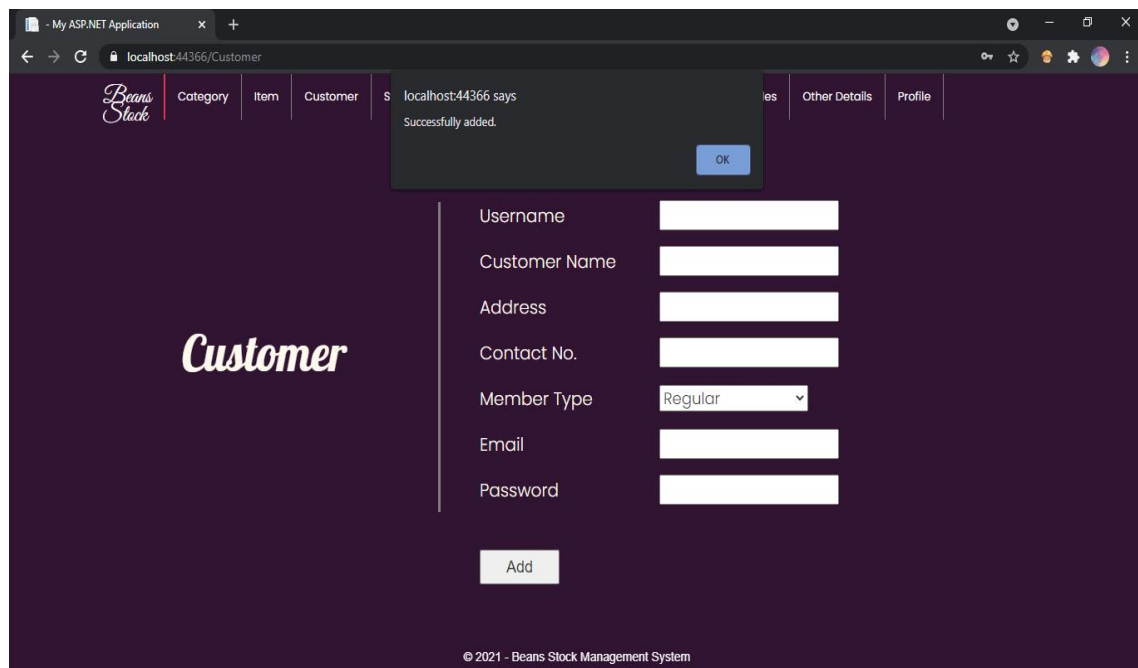 - My ASP.NET Application
localhost:44366/Customer
Beans
Stock
Category Item Customer S les Other Details Profile
localhost:44366 says
Successfully added.
OK
Username
Customer Name
Address
Customer
Contact No.
Member Type Regular
Email
Password
Add
© 2021 - Beans Stock Management System